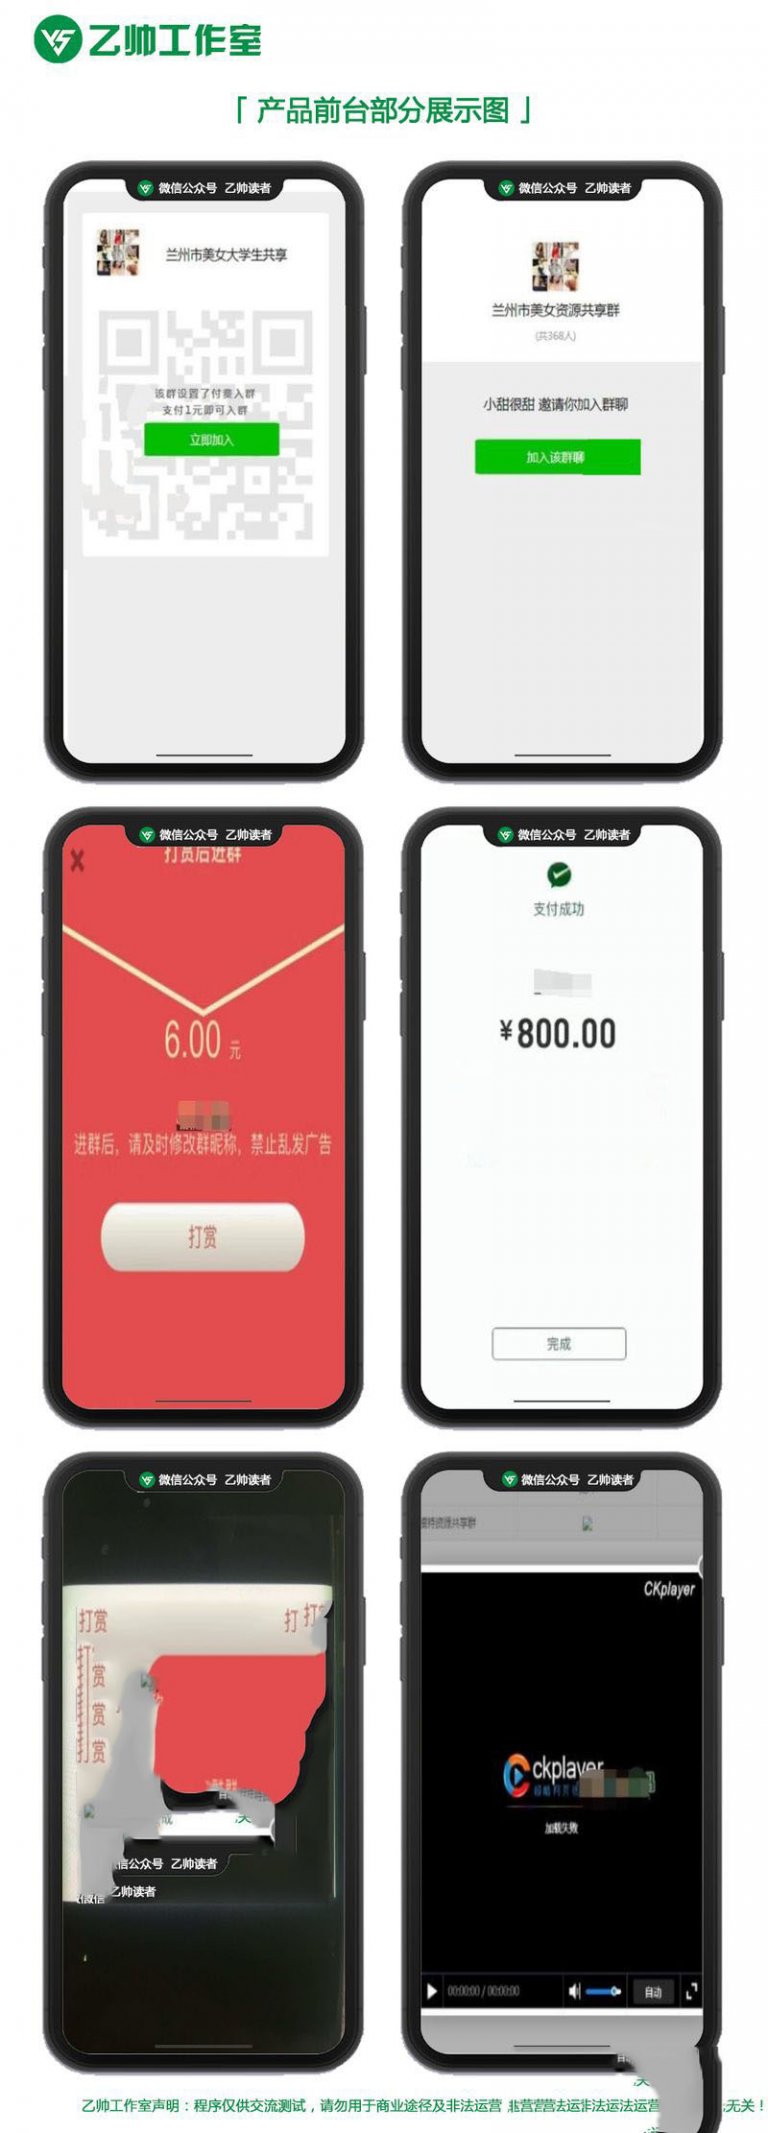 乙帅工作室
「 产品前台部分展示图 」
微信公众号 乙帅读者
兰州市美女大学生共享
该群设置了付费入群
支付1元即可入群
立即加入
微信公众号 乙帅读者
兰州市美女资源共享群
(共368人)
小甜很甜 邀请你加入群聊
加入该群聊
微信公众号 乙帅读者
打赏后进群
6.00 元
进群后，请及时修改群昵称，禁止乱发广告
打赏
微信公众号 乙帅读者
支付成功
¥800.00
完成
微信公众号 乙帅读者
打赏
打 打
赏
赏
打赏
信公众号 乙帅读者
乙帅读者
微信公众号 乙帅读者
资源共享群
CKplayer
ckplayer
加载失败
00:00:00 / 00:00:00
自动
乙帅工作室声明：程序仅供交流测试，请勿用于商业途径及非法运营
无关！